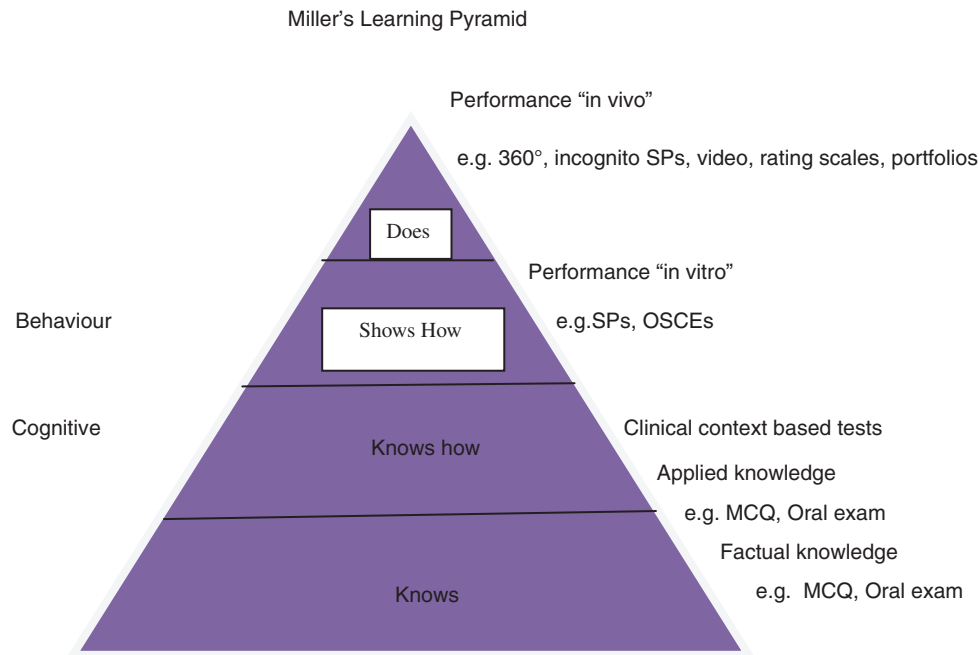 Miller’s Learning Pyramid
Performance “in vivo”
e.g. 360°, incognito SPs, video, rating scales, portfolios
Does
Performance “in vitro”
Behaviour
Shows How
e.g.SPs, OSCEs
Cognitive
Knows how
Clinical context based tests
Applied knowledge
e.g. MCQ, Oral exam
Factual knowledge
Knows
e.g. MCQ, Oral exam